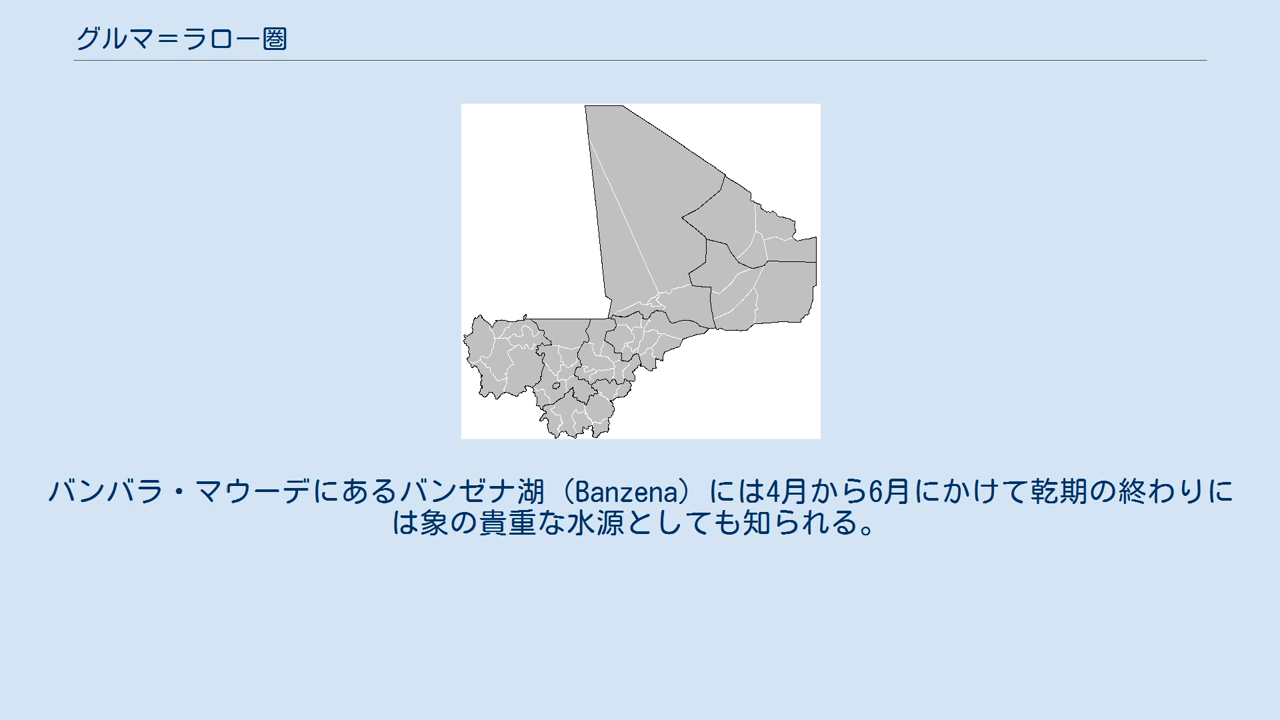 グルマ＝ラロー圏
バンバラ・マウーデにあるバンゼナ湖（Banzena）には4月から6月にかけて乾期の終わりに
は象の貴重な水源としても知られる。